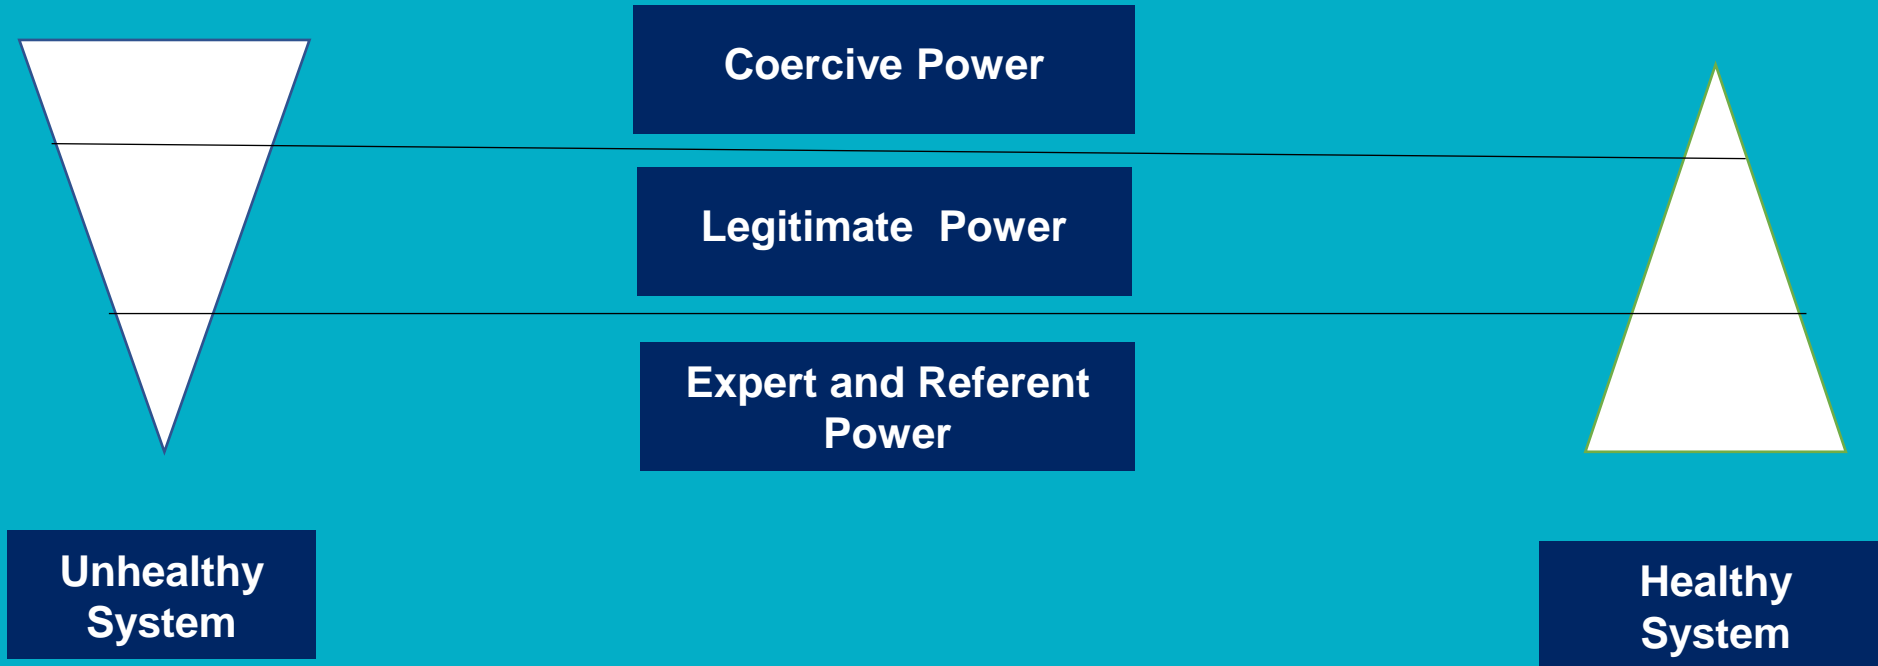 Coercive Power
Legitimate  Power
Expert and Referent
Power
Unhealthy
System
Healthy
System